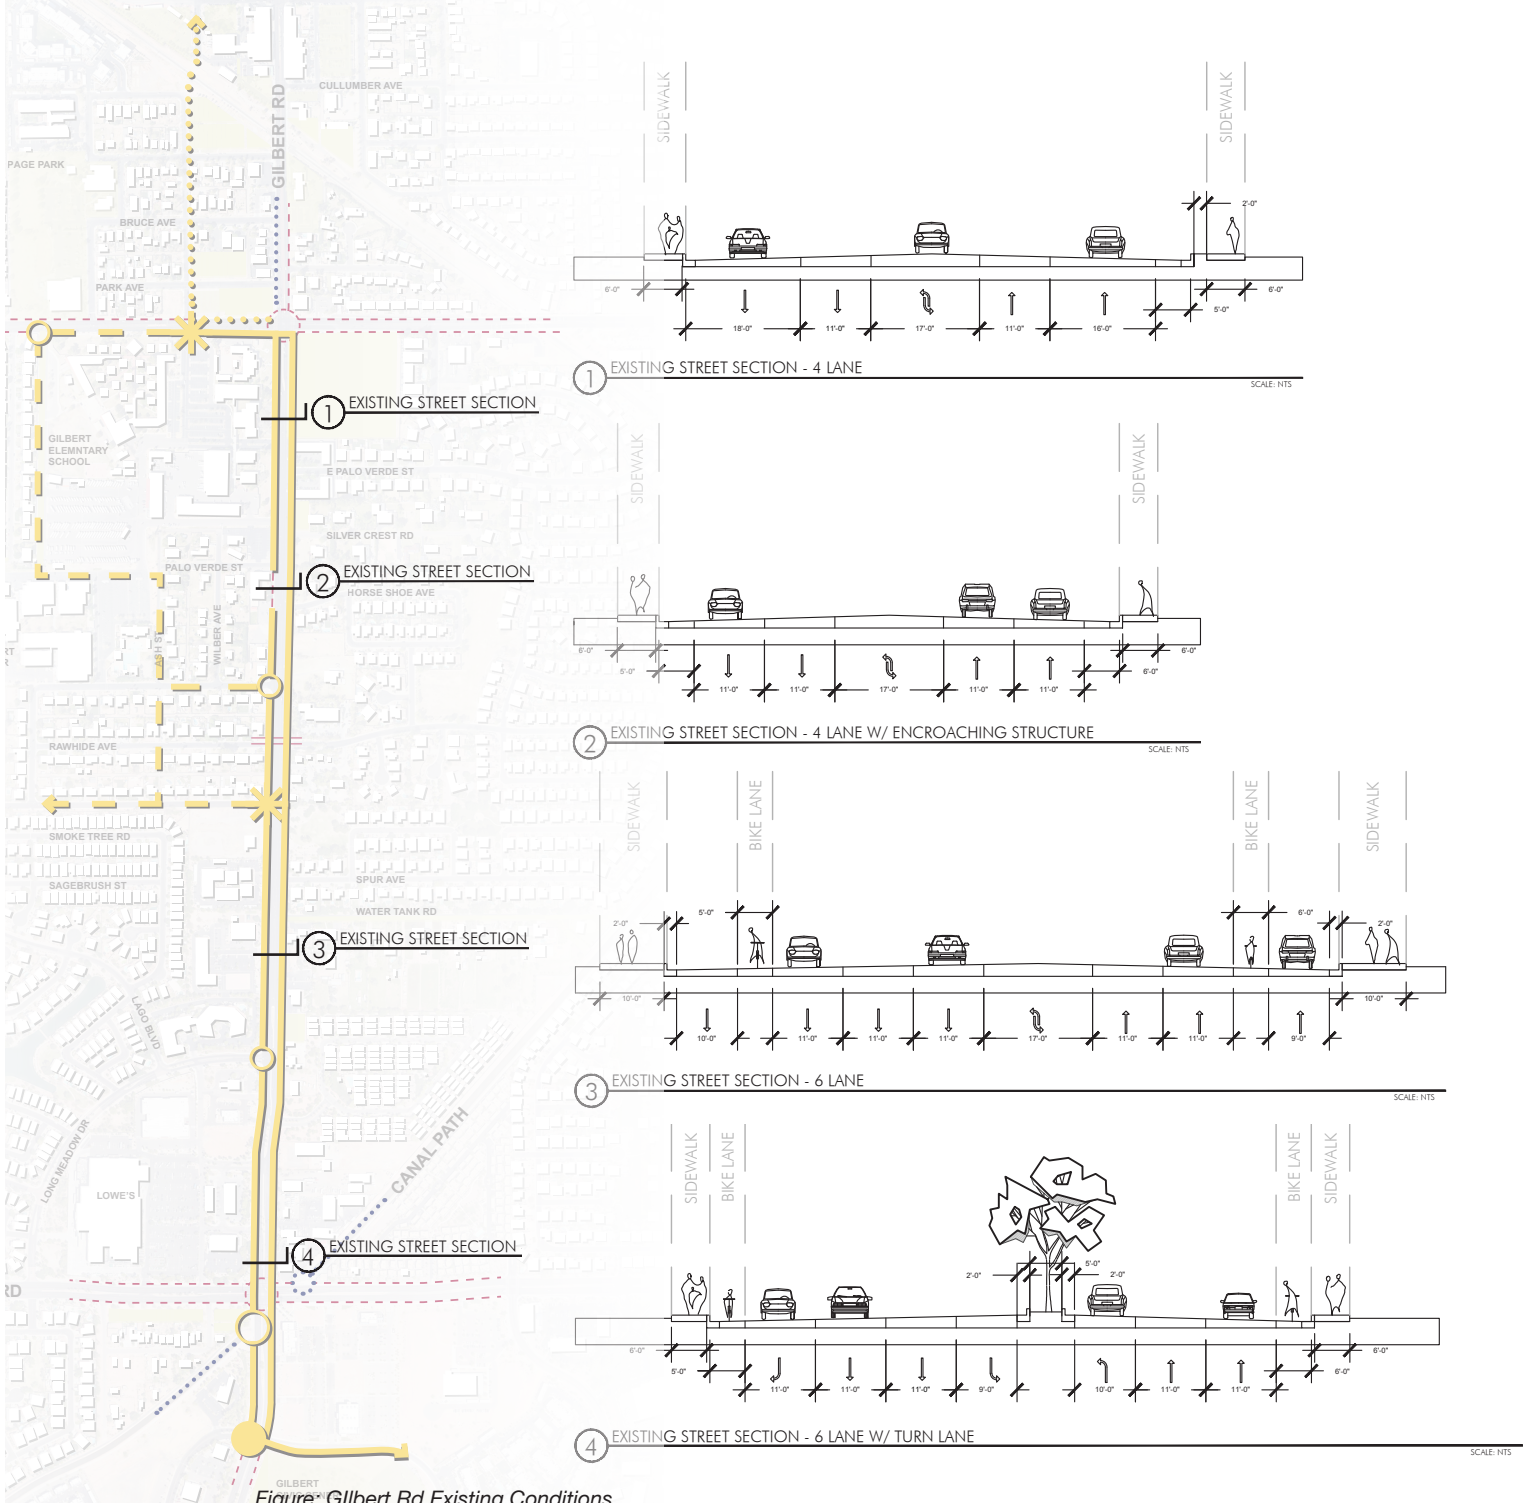 CULLUMBER AVE
GILBERT RD
PAGE PARK
BRUCE AVE
PARK AVE
1 EXISTING STREET SECTION
GILBERT
ELEMNTARY
SCHOOL
E PALO VERDE ST
SILVER CREST RD
PALO VERDE ST
2 EXISTING STREET SECTION
HORSE SHOE AVE
WILBER AVE
ASH ST
RAWHIDE AVE
SMOKE TREE RD
SAGEBRUSH ST
SPUR AVE
WATER TANK RD
3 EXISTING STREET SECTION
LAGO BLVD
LONG MEADOW DR
CANAL PATH
LOWE'S
4 EXISTING STREET SECTION
RD
GILBERT
Figure: GIlbert Rd Existing Conditions
SIDEWALK SIDEWALK
2'-0"
6'-0" 5'-0" 6'-0"
18'-0" 11'-0" 17'-0" 11'-0" 16'-0"
1 EXISTING STREET SECTION - 4 LANE
SCALE: NTS
SIDEWALK SIDEWALK
6'-0" 6'-0"
5'-0" 6'-0"
11'-0" 11'-0" 17'-0" 11'-0" 11'-0"
2 EXISTING STREET SECTION - 4 LANE W/ ENCROACHING STRUCTURE
SCALE: NTS
SIDEWALK BIKE LANE BIKE LANE SIDEWALK
2'-0" 5'-0" 6'-0" 2'-0"
10'-0" 10'-0"
10'-0" 11'-0" 11'-0" 11'-0" 17'-0" 11'-0" 11'-0" 9'-0"
3 EXISTING STREET SECTION - 6 LANE
SCALE: NTS
SIDEWALK BIKE LANE BIKE LANE SIDEWALK
5'-0"
2'-0" 2'-0"
6'-0" 6'-0"
5'-0" 6'-0"
11'-0" 11'-0" 11'-0" 9'-0" 10'-0" 11'-0" 11'-0"
4 EXISTING STREET SECTION - 6 LANE W/ TURN LANE
SCALE: NTS